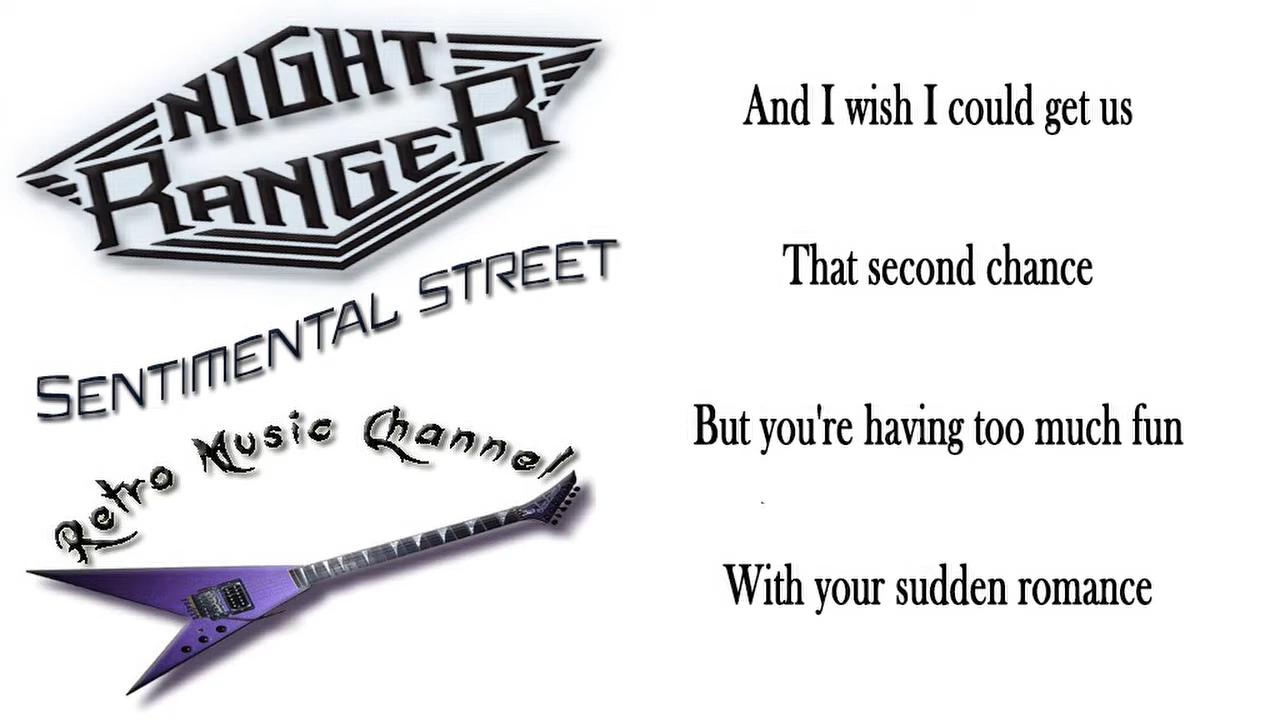 NIGHT
RANGER
SENTIMENTAL STREET
Retro Music Channel
And I wish I could get us
That second chance
But you're having too much fun
With your sudden romance